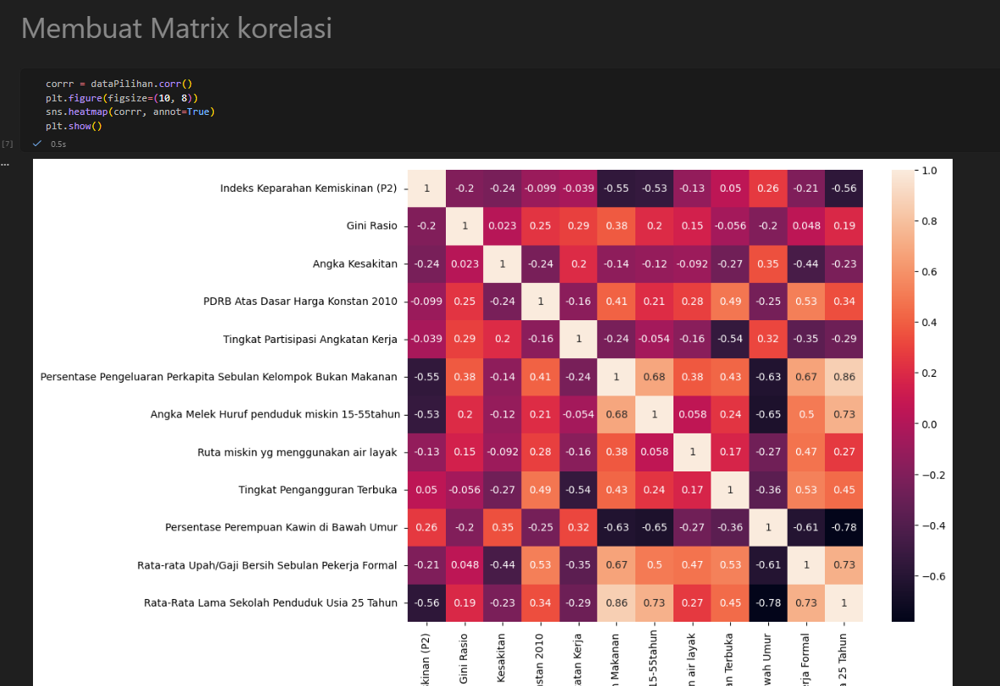 Membuat Matrix korelasi
corrr = dataPilihan.corr()
plt.figure(figsize=(10, 8))
sns.heatmap(corrr, annot=True)
plt.show()
[7]
0.5s
...
Indeks Keparahan Kemiskinan (P2) 1 -0.2 -0.24 -0.099 -0.039 -0.55 -0.53 -0.13 0.05 0.26 -0.21 -0.56
Gini Rasio -0.2 1 0.023 0.25 0.29 0.38 0.2 0.15 -0.056 -0.2 0.048 0.19
Angka Kesakitan -0.24 0.023 1 -0.24 0.2 -0.14 -0.12 -0.092 -0.27 0.35 -0.44 -0.23
PDRB Atas Dasar Harga Konstan 2010 -0.099 0.25 -0.24 1 -0.16 0.41 0.21 0.28 0.49 -0.25 0.53 0.34
Tingkat Partisipasi Angkatan Kerja -0.039 0.29 0.2 -0.16 1 -0.24 -0.054 -0.16 -0.54 0.32 -0.35 -0.29
Persentase Pengeluaran Perkapita Sebulan Kelompok Bukan Makanan -0.55 0.38 -0.14 0.41 -0.24 1 0.68 0.38 0.43 -0.63 0.67 0.86
Angka Melek Huruf penduduk miskin 15-55tahun -0.53 0.2 -0.12 0.21 -0.054 0.68 1 0.058 0.24 -0.65 0.5 0.73
Ruta miskin yg menggunakan air layak -0.13 0.15 -0.092 0.28 -0.16 0.38 0.058 1 0.17 -0.27 0.47 0.27
Tingkat Pengangguran Terbuka 0.05 -0.056 -0.27 0.49 -0.54 0.43 0.24 0.17 1 -0.36 0.53 0.45
Persentase Perempuan Kawin di Bawah Umur 0.26 -0.2 0.35 -0.25 0.32 -0.63 -0.65 -0.27 -0.36 1 -0.61 -0.78
Rata-rata Upah/Gaji Bersih Sebulan Pekerja Formal -0.21 0.048 -0.44 0.53 -0.35 0.67 0.5 0.47 0.53 -0.61 1 0.73
Rata-Rata Lama Sekolah Penduduk Usia 25 Tahun -0.56 0.19 -0.23 0.34 -0.29 0.86 0.73 0.27 0.45 -0.78 0.73 1
kinan (P2)
Gini Rasio
Kesakitan
stan 2010
atan Kerja
Makanan
15-55tahun
air layak
an Terbuka
wah Umur
rja Formal
25 Tahun
1.0
0.8
0.6
0.4
0.2
0.0
−0.2
−0.4
−0.6